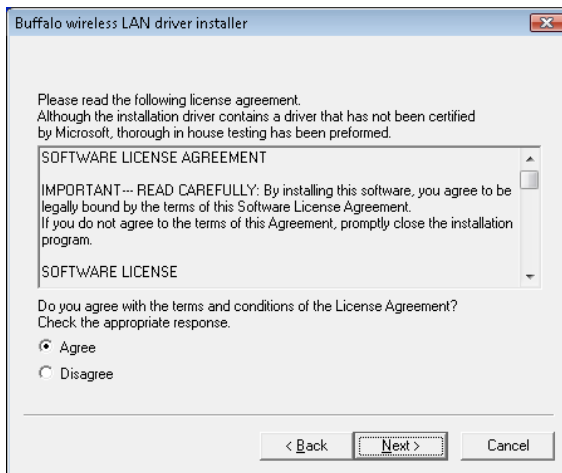 Buffalo wireless LAN driver installer
Please read the following license agreement.
Although the installation driver contains a driver that has not been certified
by Microsoft, thorough in house testing has been preformed.
SOFTWARE LICENSE AGREEMENT
IMPORTANT--- READ CAREFULLY: By installing this software, you agree to be
legally bound by the terms of this Software License Agreement.
If you do not agree to the terms of this Agreement, promptly close the installation
program.
SOFTWARE LICENSE
Do you agree with the terms and conditions of the License Agreement?
Check the appropriate response.
Agree
Disagree
< Back Next > Cancel